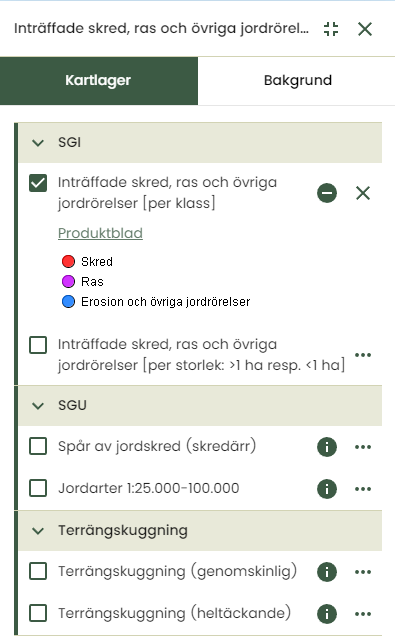 Inträffade skred, ras och övriga jordrörel...
Kartlager
Bakgrund
SGI
Inträffade skred, ras och övriga
jordrörelser [per klass]
Produktblad
Skred
Ras
Erosion och övriga jordrörelser
Inträffade skred, ras och övriga
jordrörelser [per storlek: >1 ha resp. <1 ha]
SGU
Spår av jordskred (skredärr)
Jordarter 1:25.000-100.000
Terrängskuggning
Terrängskuggning (genomskinlig)
Terrängskuggning (heltäckande)